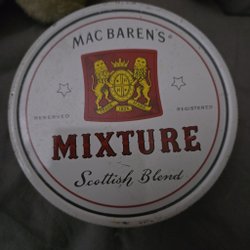 MAC BAREN'S
RESERVED REGISTERED
MIXTURE
Scottish Blend